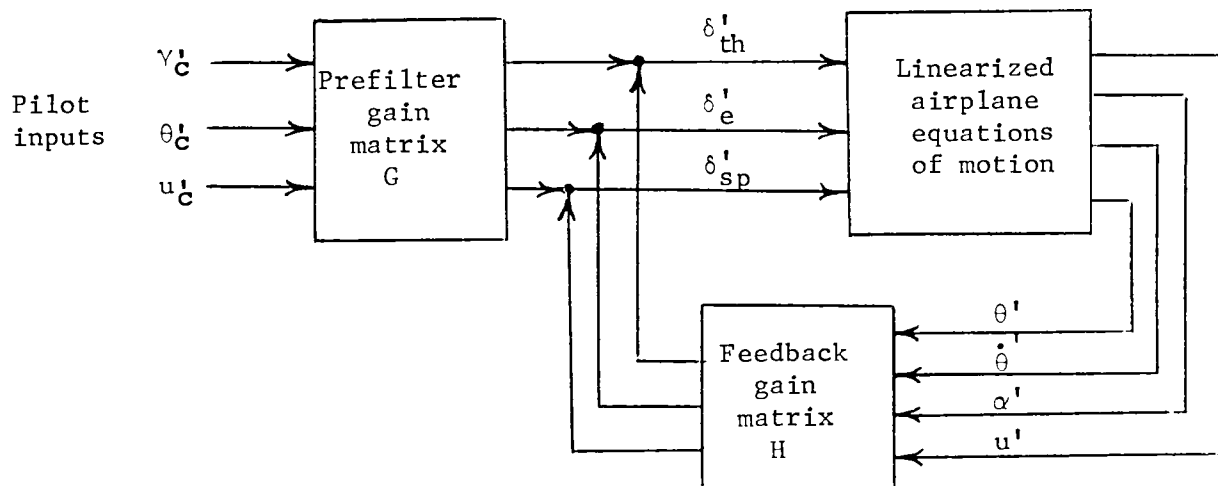 Pilot
inputs
γ'c
θ'c
u'c
Prefilter
gain
matrix
G
δ'th
δ'e
δ'sp
Linearized
airplane
equations
of motion
Feedback
gain
matrix
H
θ'
θ̇'
α'
u'